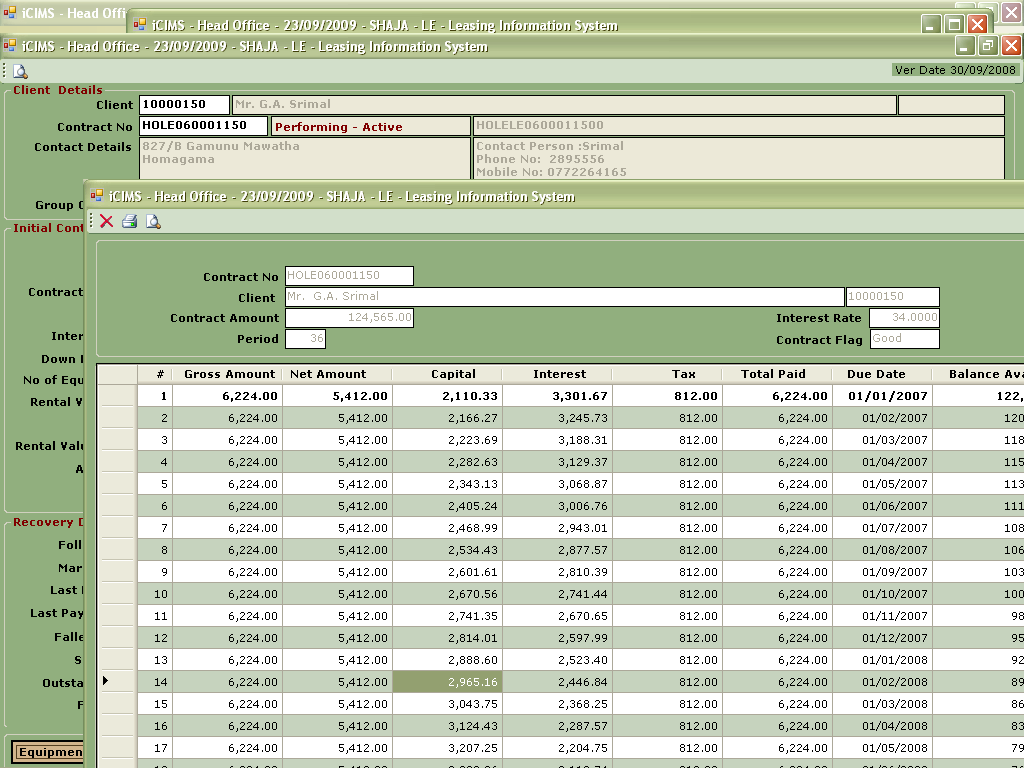 iCIMS - Head Offi
iCIMS - Head Office - 23/09/2009 - SHAJA - LE - Leasing Information System
iCIMS - Head Office - 23/09/2009 - SHAJA - LE - Leasing Information System
Ver Date 30/09/2008
Client Details
Client 10000150 Mr. G.A. Srimal
Contract No HOLE060001150 Performing - Active HOLELE0600011500
Contact Details 827/B Gamunu Mawatha Contact Person :Srimal
Homagama Phone No: 2895556
Mobile No: 0772264165
iCIMS - Head Office - 23/09/2009 - SHAJA - LE - Leasing Information System
Group
Initial Cont
Contract No HOLE060001150
Client Mr. G.A. Srimal 10000150
Contract
Contract Amount 124,565.00 Interest Rate 34.0000
Inter
Period 36 Contract Flag Good
Down
No of Equ
Rental V
Rental Valu
A
Recovery D
Foll
Mar
Last
Last Pay
Falle
S
Outsta
F
Equipmen
# Gross Amount Net Amount Capital Interest Tax Total Paid Due Date Balance Ava
1 6,224.00 5,412.00 2,110.33 3,301.67 812.00 6,224.00 01/01/2007 122,
2 6,224.00 5,412.00 2,166.27 3,245.73 812.00 6,224.00 01/02/2007 120
3 6,224.00 5,412.00 2,223.69 3,188.31 812.00 6,224.00 01/03/2007 118
4 6,224.00 5,412.00 2,282.63 3,129.37 812.00 6,224.00 01/04/2007 115
5 6,224.00 5,412.00 2,343.13 3,068.87 812.00 6,224.00 01/05/2007 113
6 6,224.00 5,412.00 2,405.24 3,006.76 812.00 6,224.00 01/06/2007 111
7 6,224.00 5,412.00 2,468.99 2,943.01 812.00 6,224.00 01/07/2007 108
8 6,224.00 5,412.00 2,534.43 2,877.57 812.00 6,224.00 01/08/2007 106
9 6,224.00 5,412.00 2,601.61 2,810.39 812.00 6,224.00 01/09/2007 103
10 6,224.00 5,412.00 2,670.56 2,741.44 812.00 6,224.00 01/10/2007 100
11 6,224.00 5,412.00 2,741.35 2,670.65 812.00 6,224.00 01/11/2007 98
12 6,224.00 5,412.00 2,814.01 2,597.99 812.00 6,224.00 01/12/2007 95
13 6,224.00 5,412.00 2,888.60 2,523.40 812.00 6,224.00 01/01/2008 92
14 6,224.00 5,412.00 2,965.16 2,446.84 812.00 6,224.00 01/02/2008 89
15 6,224.00 5,412.00 3,043.75 2,368.25 812.00 6,224.00 01/03/2008 86
16 6,224.00 5,412.00 3,124.43 2,287.57 812.00 6,224.00 01/04/2008 83
17 6,224.00 5,412.00 3,207.25 2,204.75 812.00 6,224.00 01/05/2008 79